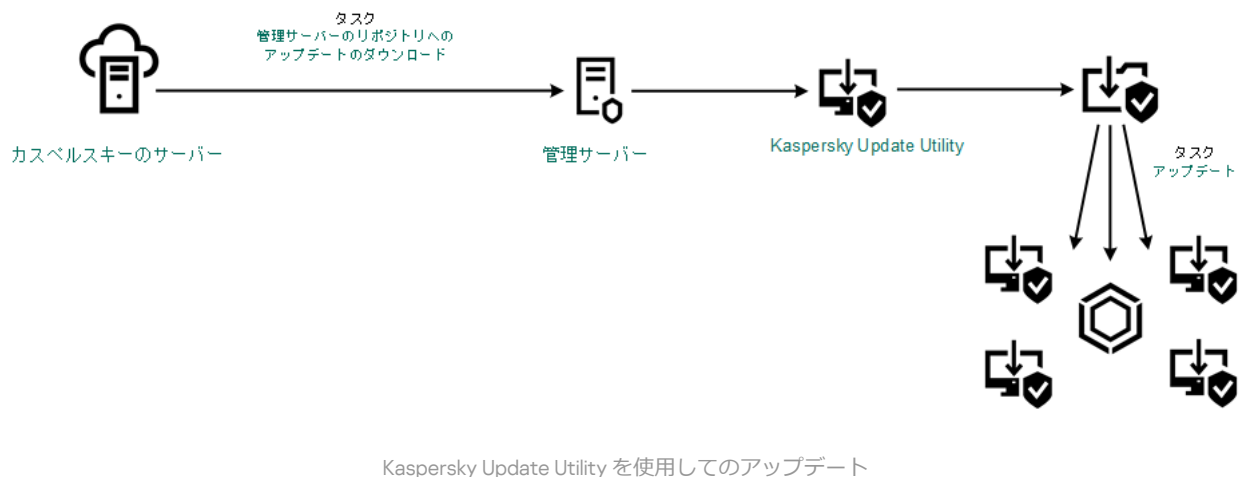 タスク
管理サーバーのリポジトリへの
アップデートのダウンロード
カスペルスキーのサーバー
管理サーバー
Kaspersky Update Utility
タスク
アップデート
Kaspersky Update Utility を使用してのアップデート